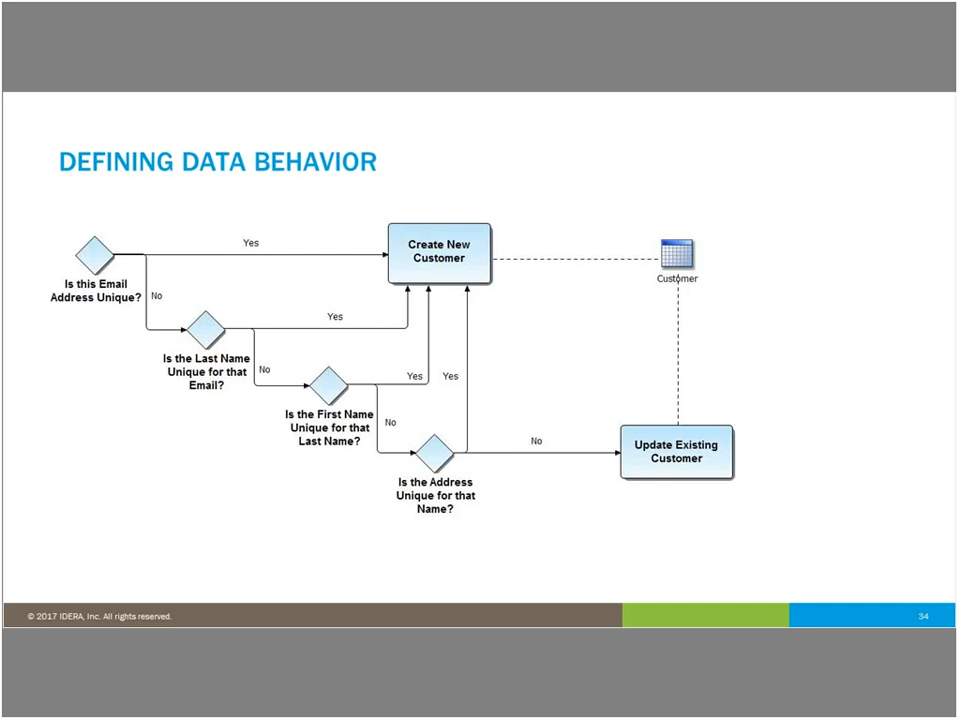 DEFINING DATA BEHAVIOR
Yes
Create New
Customer
Customer
Is this Email
Address Unique?
No
Yes
Is the Last Name
Unique for that
Email?
No
Yes
Yes
Is the First Name
Unique for that
Last Name?
No
No
Update Existing
Customer
Is the Address
Unique for that
Name?
© 2017 IDERA, Inc. All rights reserved.
34